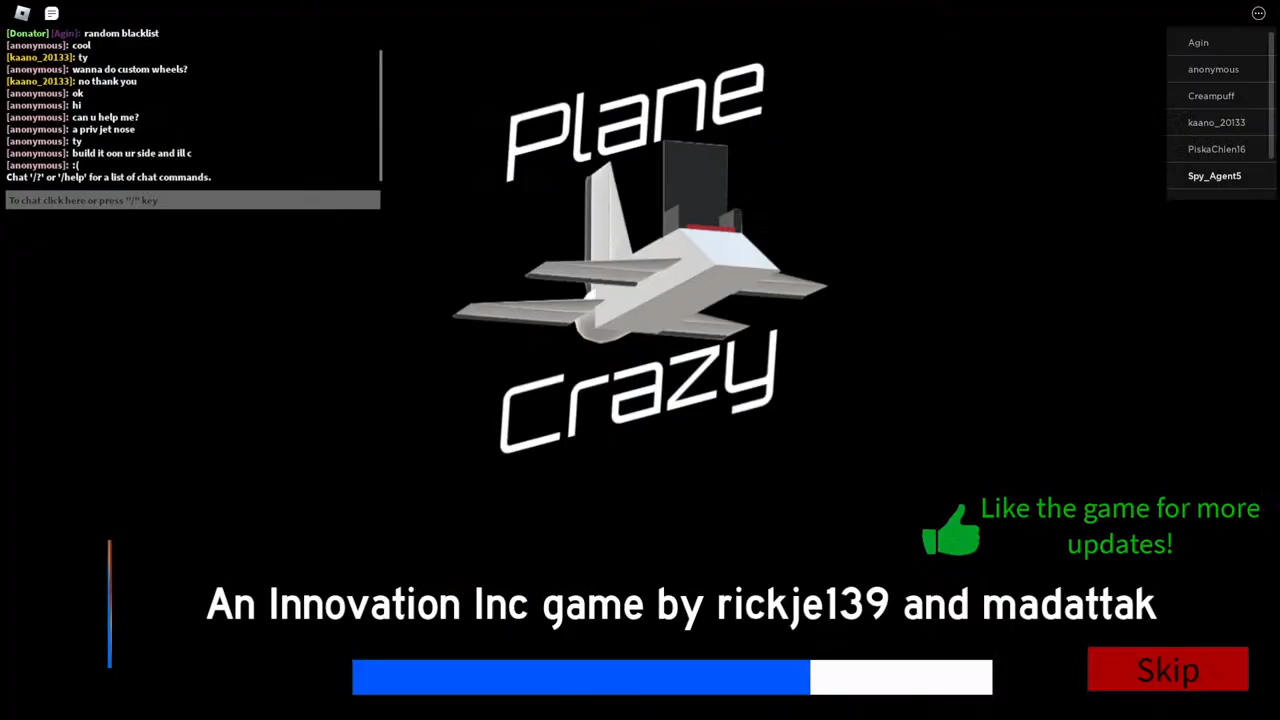 [Donator] [Agin]: random blacklist
[anonymous]: cool
[kaano_20133]: ty
[anonymous]: wanna do custom wheels?
[kaano_20133]: no thank you
[anonymous]: ok
[anonymous]: hi
[anonymous]: can u help me?
[anonymous]: a priv jet nose
[anonymous]: ty
[anonymous]: build it oon ur side and ill c
[anonymous]: :(
Chat '/?' or '/help' for a list of chat commands.
To chat click here or press "/" key
Agin
anonymous
Creampuff
kaano_20133
PiskaChlen16
Spy_Agent5
Plane
Crazy
Like the game for more
updates!
An Innovation Inc game by rickje139 and madattak
Skip